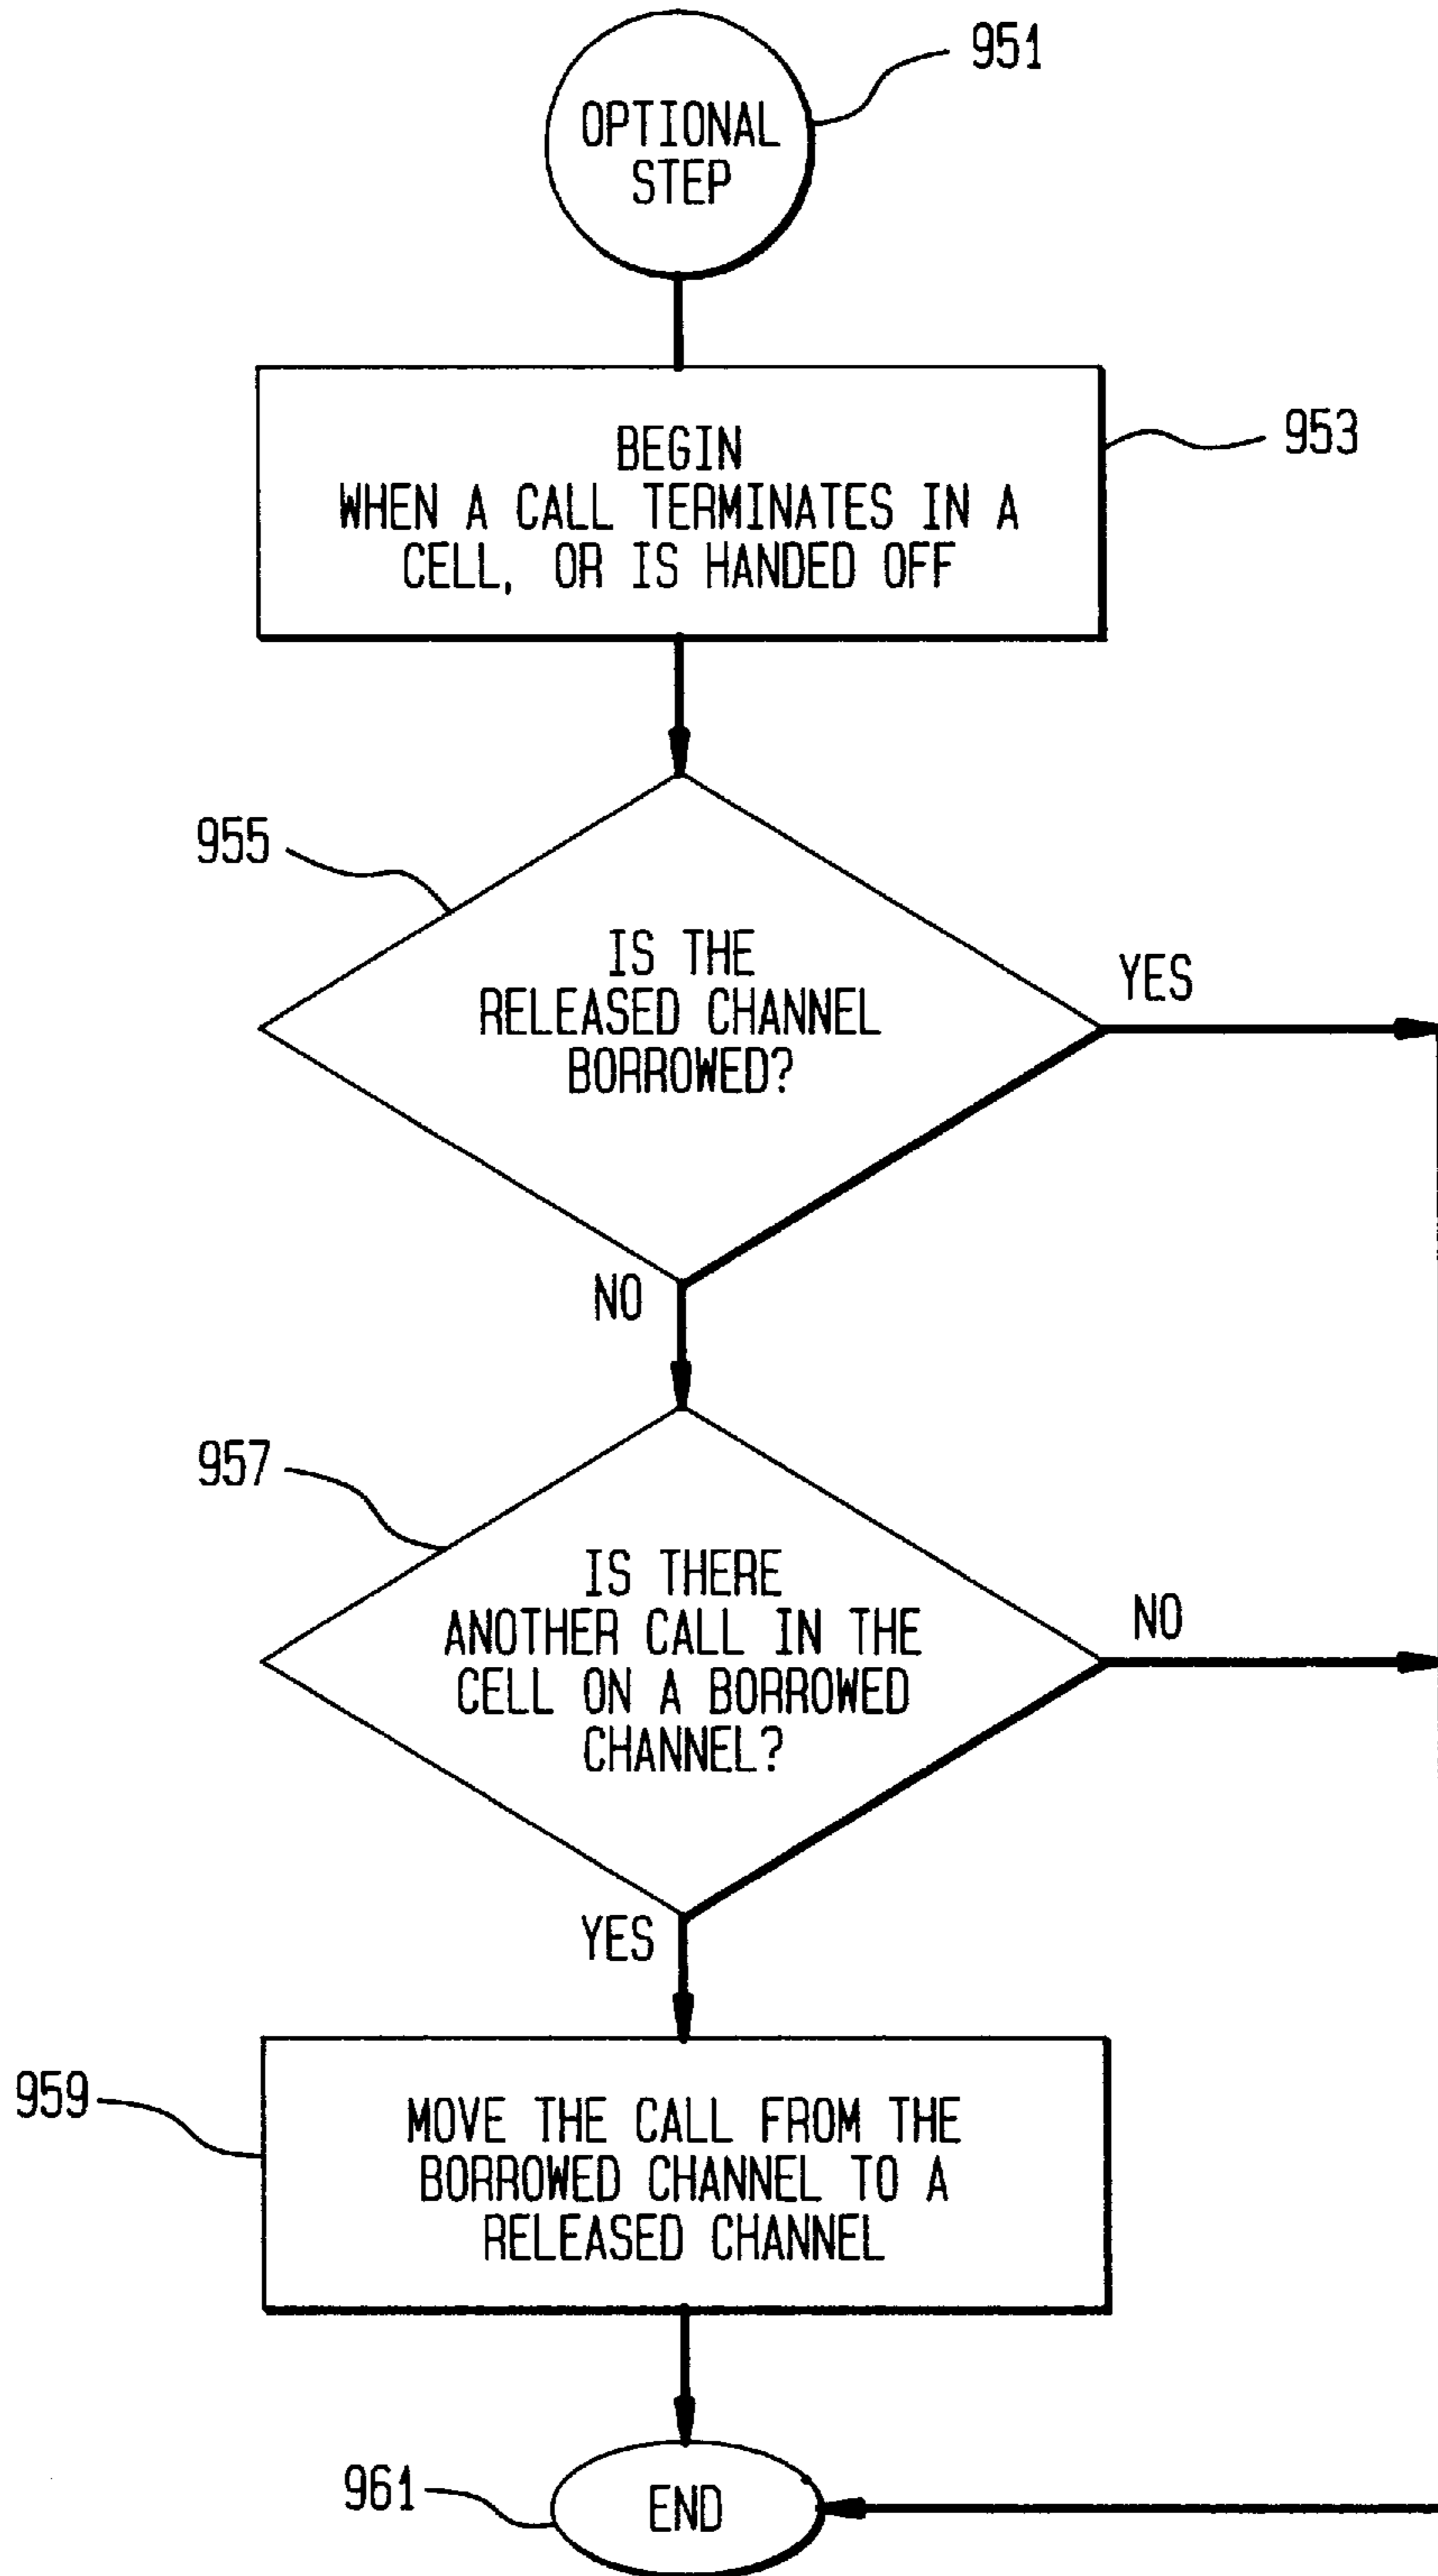 951
OPTIONAL
STEP
953
BEGIN
WHEN A CALL TERMINATES IN A
CELL, OR IS HANDED OFF
955
IS THE
RELEASED CHANNEL
BORROWED?
YES
NO
957
IS THERE
ANOTHER CALL IN THE
CELL ON A BORROWED
CHANNEL?
NO
YES
959
MOVE THE CALL FROM THE
BORROWED CHANNEL TO A
RELEASED CHANNEL
961
END